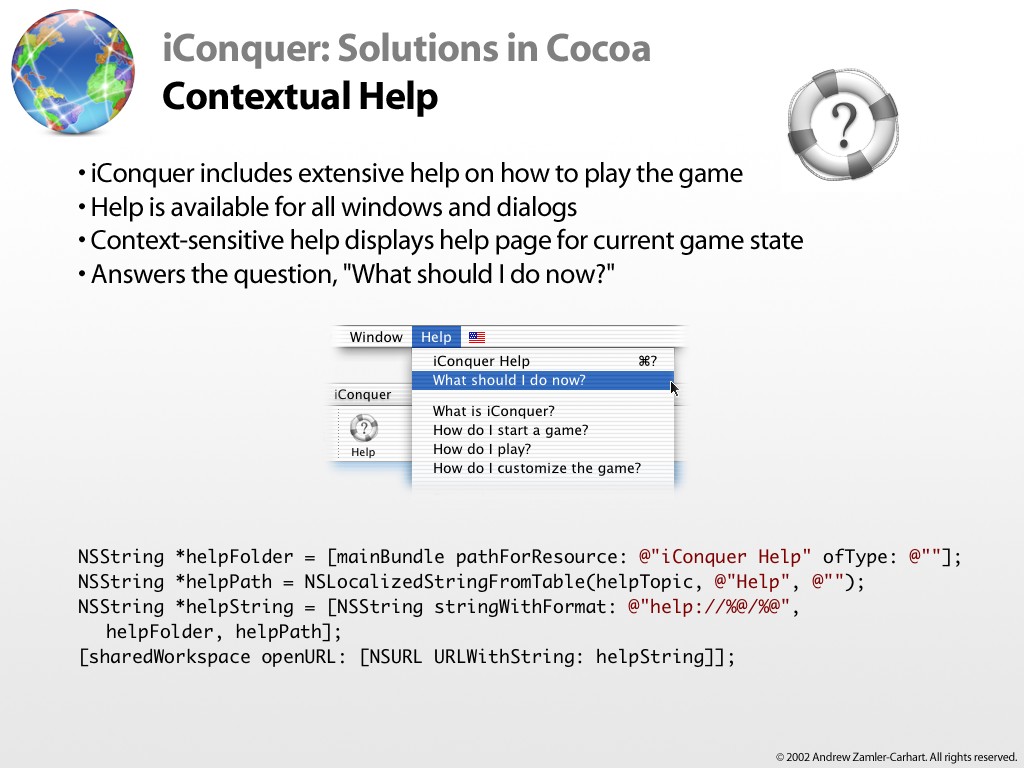 iConquer: Solutions in Cocoa
Contextual Help
?
• iConquer includes extensive help on how to play the game
• Help is available for all windows and dialogs
• Context-sensitive help displays help page for current game state
• Answers the question, "What should I do now?"
Window Help
iConquer Help ⌘?
What should I do now?
iConquer
What is iConquer?
?
How do I start a game?
How do I play?
Help
How do I customize the game?
NSString *helpFolder = [mainBundle pathForResource: @"iConquer Help" ofType: @""];
NSString *helpPath = NSLocalizedStringFromTable(helpTopic, @"Help", @"");
NSString *helpString = [NSString stringWithFormat: @"help://%@/%@",
helpFolder, helpPath];
[sharedWorkspace openURL: [NSURL URLWithString: helpString]];
© 2002 Andrew Zamler-Carhart. All rights reserved.